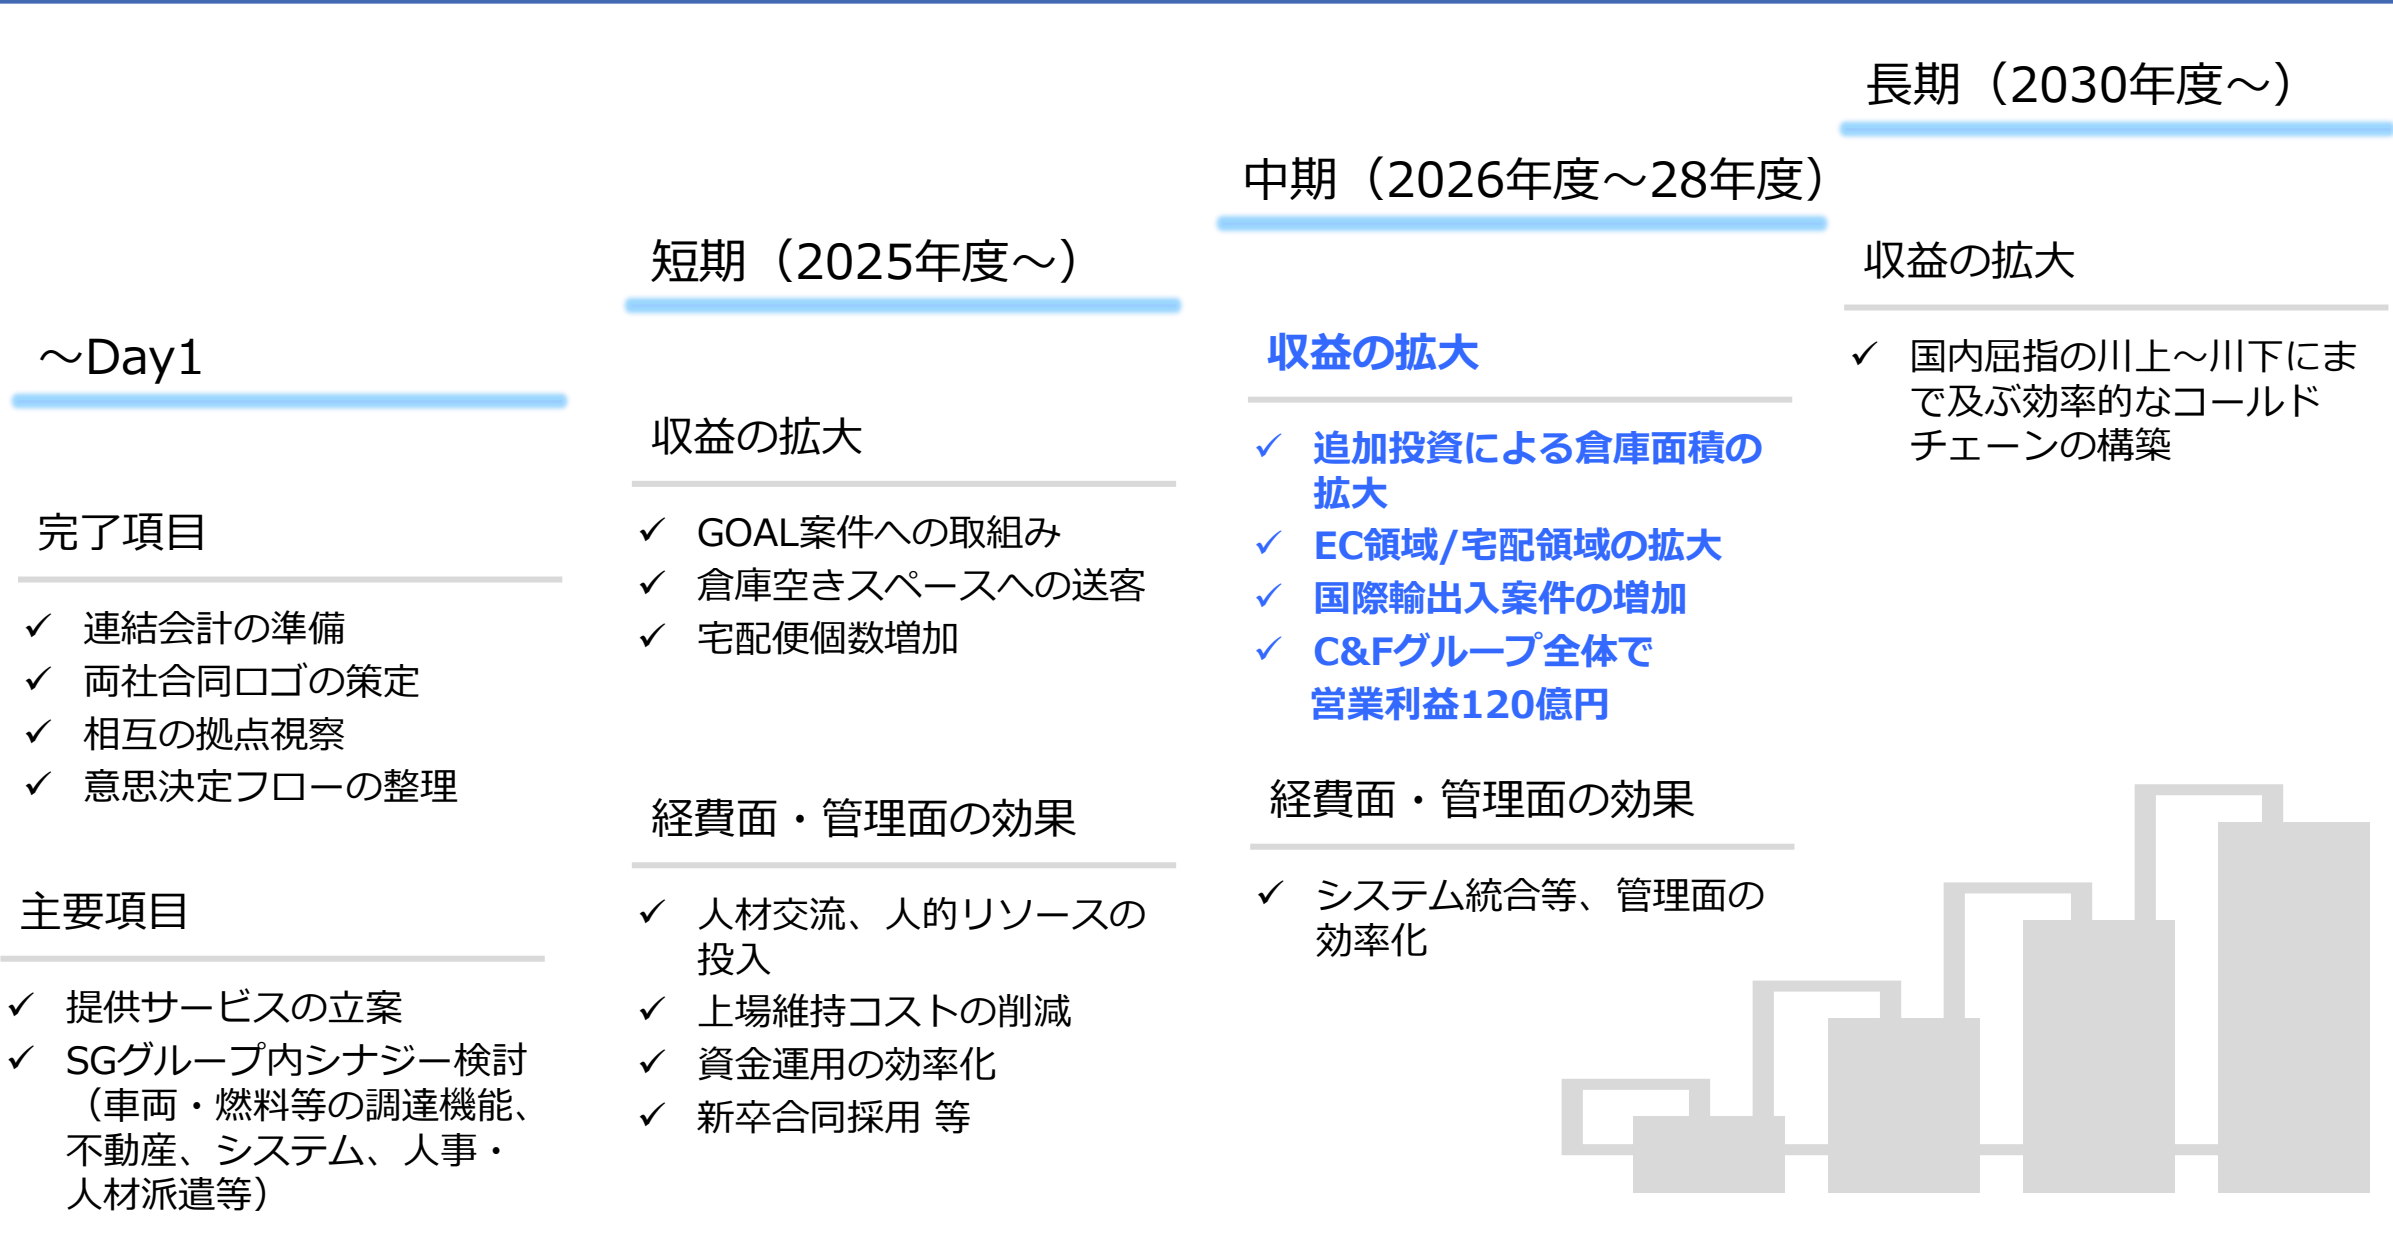 ～Day1
完了項目
連結会計の準備
両社合同ロゴの策定
相互の拠点視察
意思決定フローの整理
主要項目
提供サービスの立案
SGグループ内シナジー検討
（車両・燃料等の調達機能、
不動産、システム、人事・
人材派遣等）
短期（2025年度～）
収益の拡大
GOAL案件への取組み
倉庫空きスペースへの送客
宅配便個数増加
経費面・管理面の効果
人材交流、人的リソースの
投入
上場維持コストの削減
資金運用の効率化
新卒合同採用 等
中期（2026年度～28年度）
収益の拡大
追加投資による倉庫面積の
拡大
EC領域/宅配領域の拡大
国際輸出入案件の増加
C&Fグループ全体で
営業利益120億円
経費面・管理面の効果
システム統合等、管理面の
効率化
長期（2030年度～）
収益の拡大
国内屈指の川上～川下にま
で及ぶ効率的なコールド
チェーンの構築